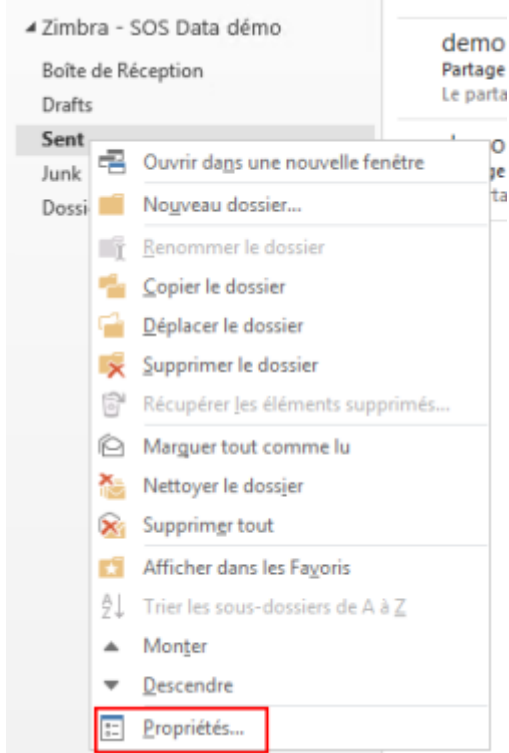 Zimbra - SOS Data démo
Boîte de Réception
Drafts
Sent
Junk
Dossi
demo
Partage
Le parta
Ouvrir dans une nouvelle fenêtre
Nouveau dossier...
Renommer le dossier
Copier le dossier
Déplacer le dossier
Supprimer le dossier
Récupérer les éléments supprimés...
Marquer tout comme lu
Nettoyer le dossier
Supprimer tout
Afficher dans les Favoris
Trier les sous-dossiers de A à Z
Monter
Descendre
Propriétés...